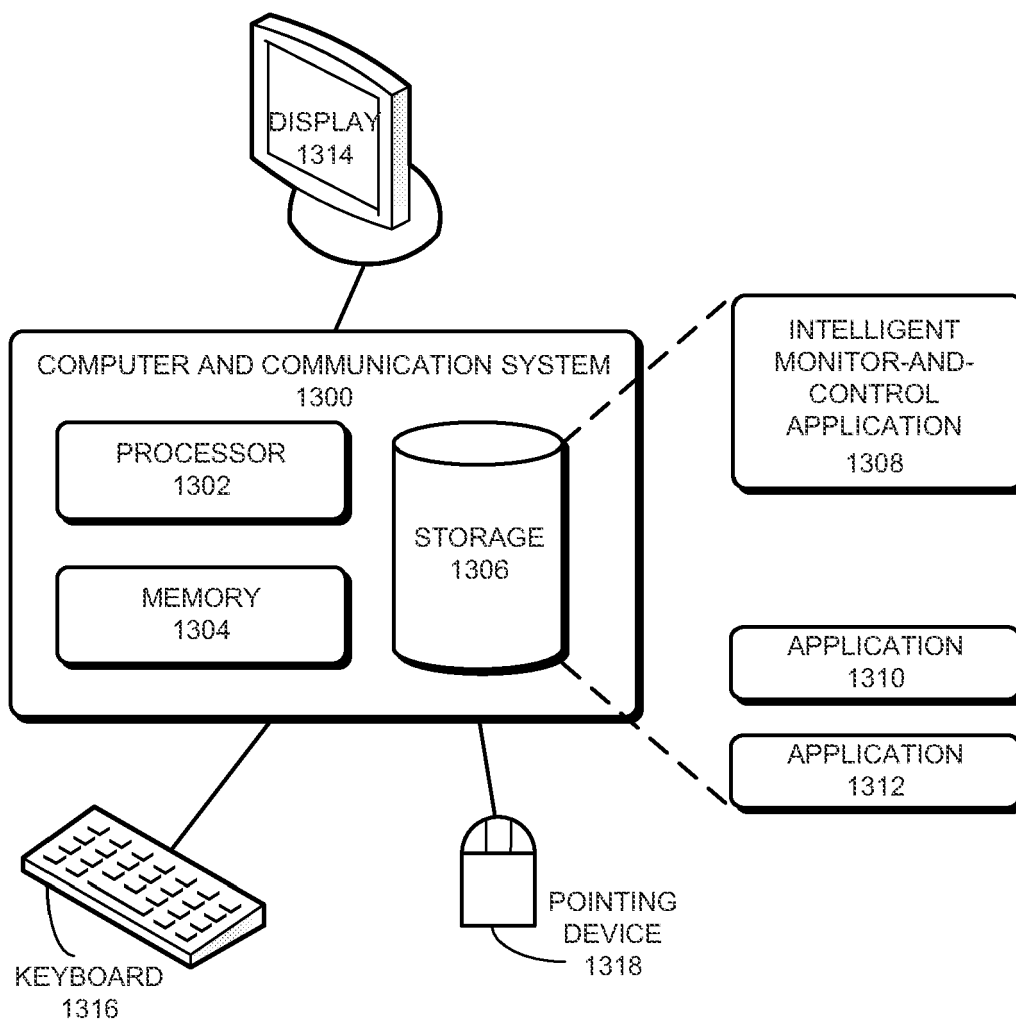 DISPLAY
1314
COMPUTER AND COMMUNICATION SYSTEM
1300
PROCESSOR
1302
MEMORY
1304
STORAGE
1306
INTELLIGENT
MONITOR-AND-
CONTROL
APPLICATION
1308
APPLICATION
1310
APPLICATION
1312
KEYBOARD
1316
POINTING
DEVICE
1318